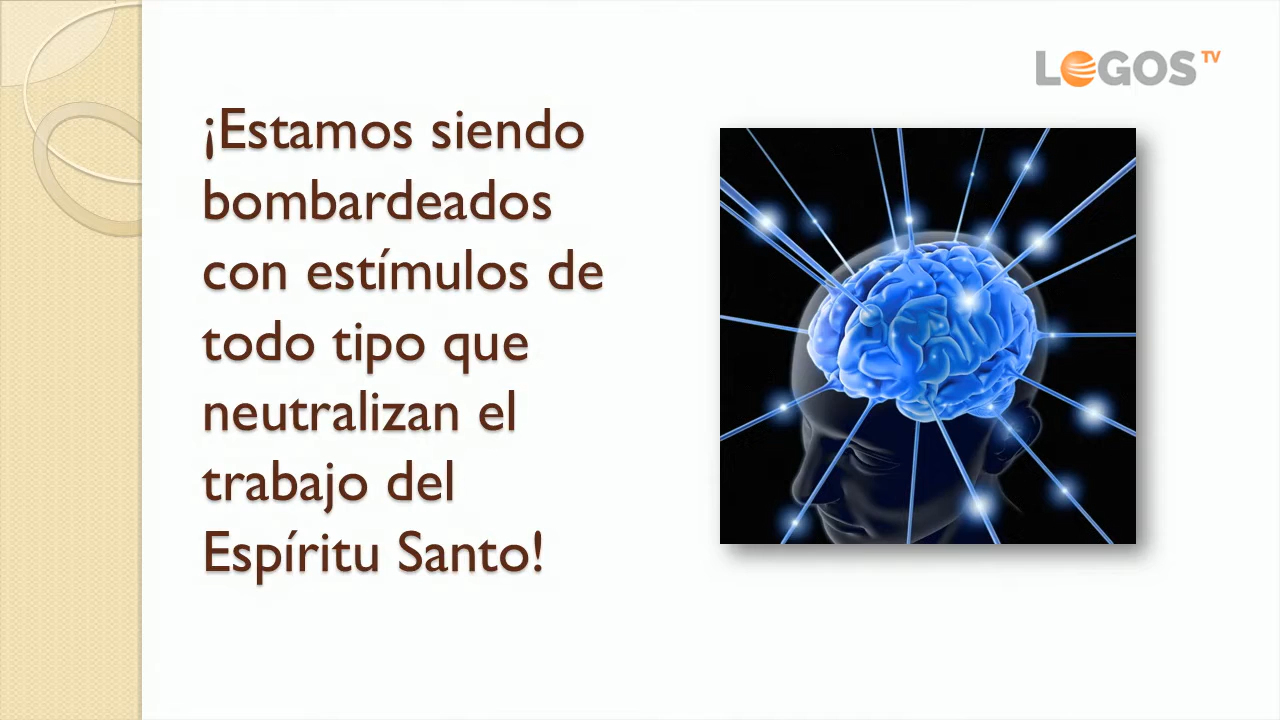 LOGOS TV
¡Estamos siendo
bombardeados
con estímulos de
todo tipo que
neutralizan el
trabajo del
Espíritu Santo!